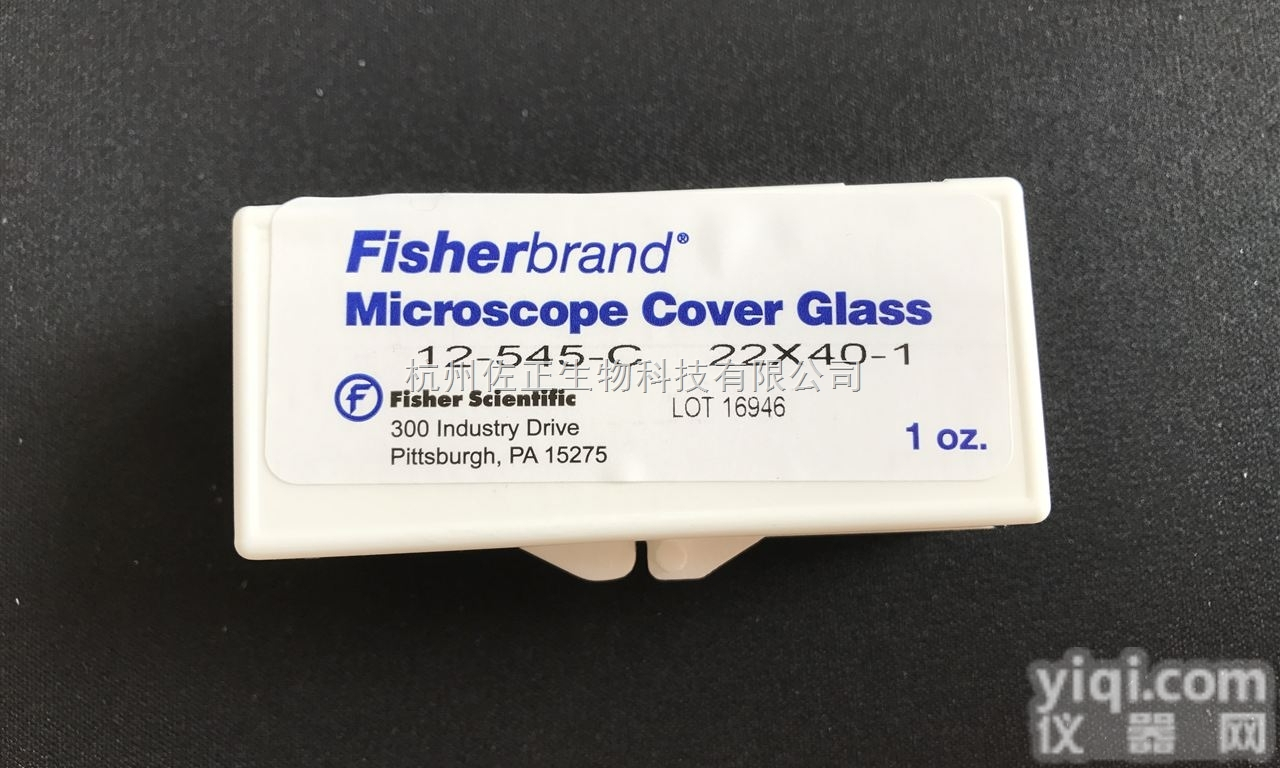 Fisherbrand®
Microscope Cover Glass
12-545-C 22X40-1
杭州佐正生物科技有限公司
F Fisher Scientific
LOT 16946
300 Industry Drive
1 oz.
Pittsburgh, PA 15275
yiqi.com
仪器网